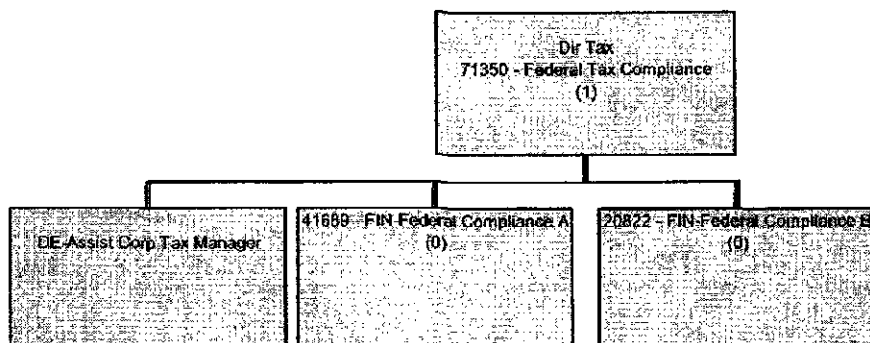 Dir Tax
71350 - Federal Tax Compliance
(1)
DE-Assist Corp Tax Manager
41689 - FIN-Federal Compliance A
(0)
20822 - FIN-Federal Compliance B
(0)